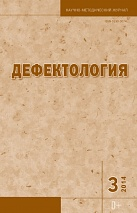 НАУЧНО-МЕТОДИЧЕСКИЙ ЖУРНАЛ
ДЕФЕКТОЛОГИЯ
3
2014